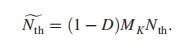 $\widetilde{N_{\text{th}}} = (1 - D)M_K N_{\text{th}}.$